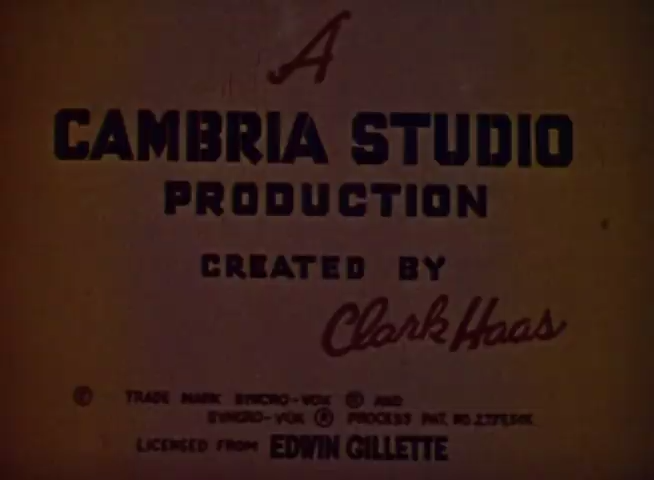 A
CAMBRIA STUDIO
PRODUCTION
CREATED BY
Clark Haas
© TRADE MARK SYNCRO-VOX ® AND
SYNCRO-VOX ® PROCESS PAT. NO.
LICENSED FROM EDWIN GILLETTE